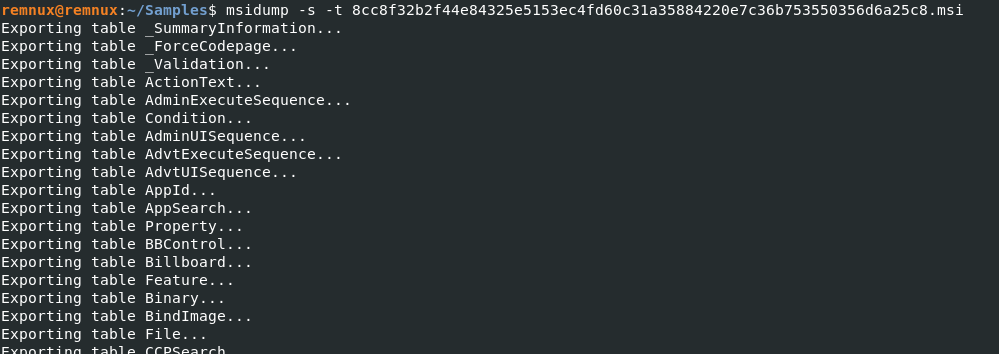 remnux@remnux:~/Samples$ msidump -s -t 8cc8f32b2f44e84325e5153ec4fd60c31a35884220e7c36b753550356d6a25c8.msi
Exporting table _SummaryInformation...
Exporting table _ForceCodepage...
Exporting table _Validation...
Exporting table ActionText...
Exporting table AdminExecuteSequence...
Exporting table Condition...
Exporting table AdminUISequence...
Exporting table AdvtExecuteSequence...
Exporting table AdvtUISequence...
Exporting table AppId...
Exporting table AppSearch...
Exporting table Property...
Exporting table BBControl...
Exporting table Billboard...
Exporting table Feature...
Exporting table Binary...
Exporting table BindImage...
Exporting table File...
Exporting table CCPSearch